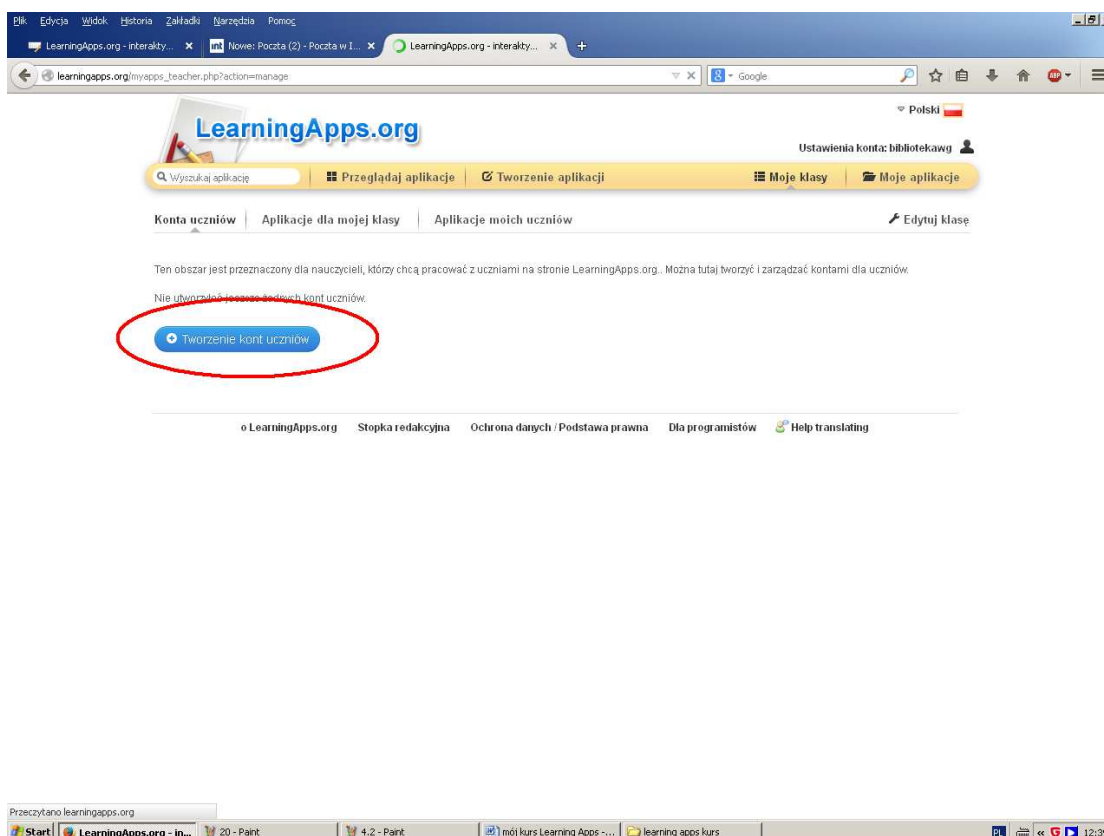 Plik Edycja Widok Historia Zakładki Narzędzia Pomoc
LearningApps.org - interakty... Nowe: Poczta (2) - Poczta w I... LearningApps.org - interakty...
learningapps.org/myapps_teacher.php?action=manage Google
Polski
LearningApps.org
Ustawienia konta: bibliotekawg
Wyszukaj aplikację Przeglądaj aplikacje Tworzenie aplikacji Moje klasy Moje aplikacje
Konta uczniów Aplikacje dla mojej klasy Aplikacje moich uczniów Edytuj klasę
Ten obszar jest przeznaczony dla nauczycieli, którzy chcą pracować z uczniami na stronie LearningApps.org.. Można tutaj tworzyć i zarządzać kontami dla uczniów.
Nie utworzyłeś jeszcze żadnych kont uczniów.
Tworzenie kont uczniów
o LearningApps.org Stopka redakcyjna Ochrona danych / Podstawa prawna Dla programistów Help translating
Przeczytano learningapps.org
Start LearningApps.org - in... 20 - Paint 4.2 - Paint mój kurs Learning Apps -... learning apps kurs PL